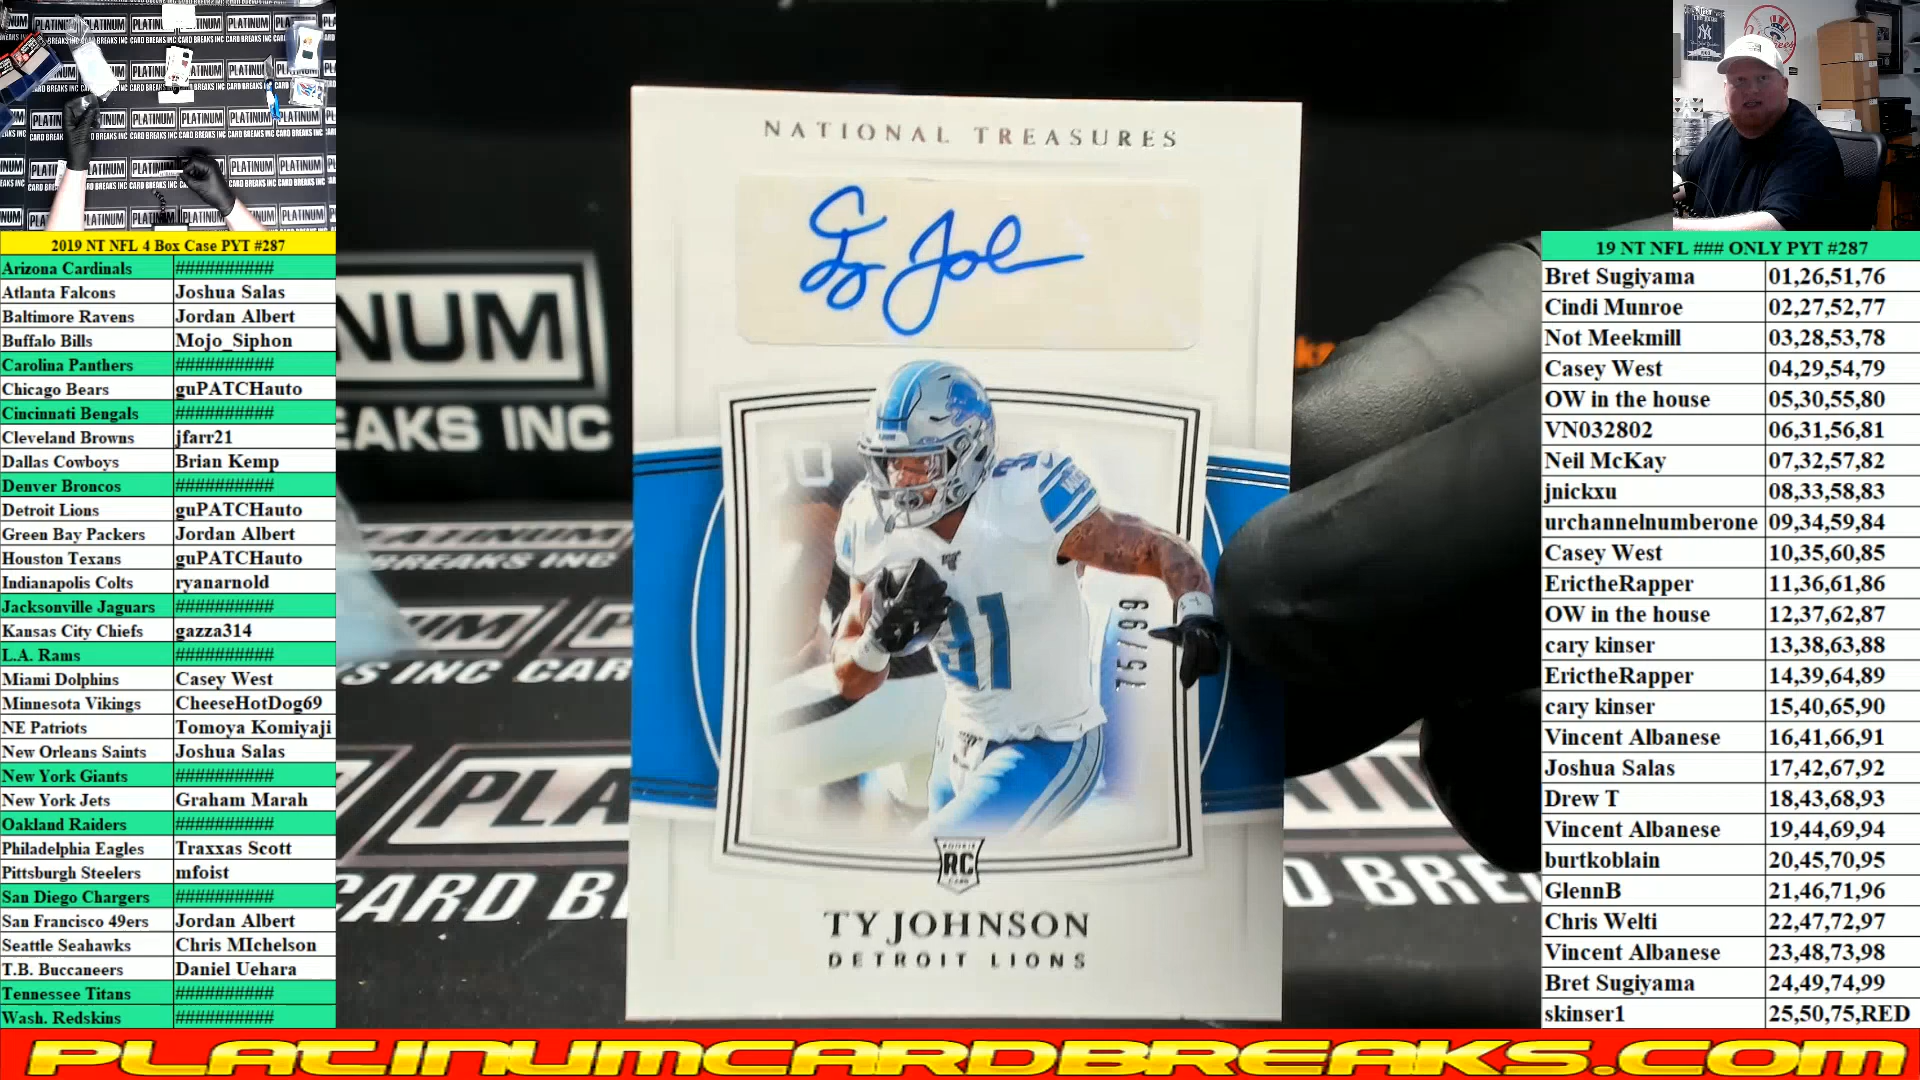 2019 NT NFL 4 Box Case PYT #287
Arizona Cardinals ##########
Atlanta Falcons Joshua Salas
Baltimore Ravens Jordan Albert
Buffalo Bills Mojo_Siphon
Carolina Panthers ##########
Chicago Bears guPATCHauto
Cincinnati Bengals ##########
Cleveland Browns jfarr21
Dallas Cowboys Brian Kemp
Denver Broncos ##########
Detroit Lions guPATCHauto
Green Bay Packers Jordan Albert
Houston Texans guPATCHauto
Indianapolis Colts ryanarnold
Jacksonville Jaguars ##########
Kansas City Chiefs gazza314
L.A. Rams ##########
Miami Dolphins Casey West
Minnesota Vikings CheeseHotDog69
NE Patriots Tomoya Komiyaji
New Orleans Saints Joshua Salas
New York Giants ##########
New York Jets Graham Marah
Oakland Raiders ##########
Philadelphia Eagles Traxxas Scott
Pittsburgh Steelers mfoist
San Diego Chargers ##########
San Francisco 49ers Jordan Albert
Seattle Seahawks Chris MIchelson
T.B. Buccaneers Daniel Uehara
Tennessee Titans ##########
Wash. Redskins ##########
NATIONAL TREASURES
Ty Joh
31
75/99
ROOKIE
RC
CARD
TY JOHNSON
DETROIT LIONS
19 NT NFL ### ONLY PYT #287
Bret Sugiyama 01,26,51,76
Cindi Munroe 02,27,52,77
Not Meekmill 03,28,53,78
Casey West 04,29,54,79
OW in the house 05,30,55,80
VN032802 06,31,56,81
Neil McKay 07,32,57,82
jnickxu 08,33,58,83
urchannelnumberone 09,34,59,84
Casey West 10,35,60,85
ErictheRapper 11,36,61,86
OW in the house 12,37,62,87
cary kinser 13,38,63,88
ErictheRapper 14,39,64,89
cary kinser 15,40,65,90
Vincent Albanese 16,41,66,91
Joshua Salas 17,42,67,92
Drew T 18,43,68,93
Vincent Albanese 19,44,69,94
burtkoblain 20,45,70,95
GlennB 21,46,71,96
Chris Welti 22,47,72,97
Vincent Albanese 23,48,73,98
Bret Sugiyama 24,49,74,99
skinser1 25,50,75,RED
PLATINUMCARDBREAKS.COM